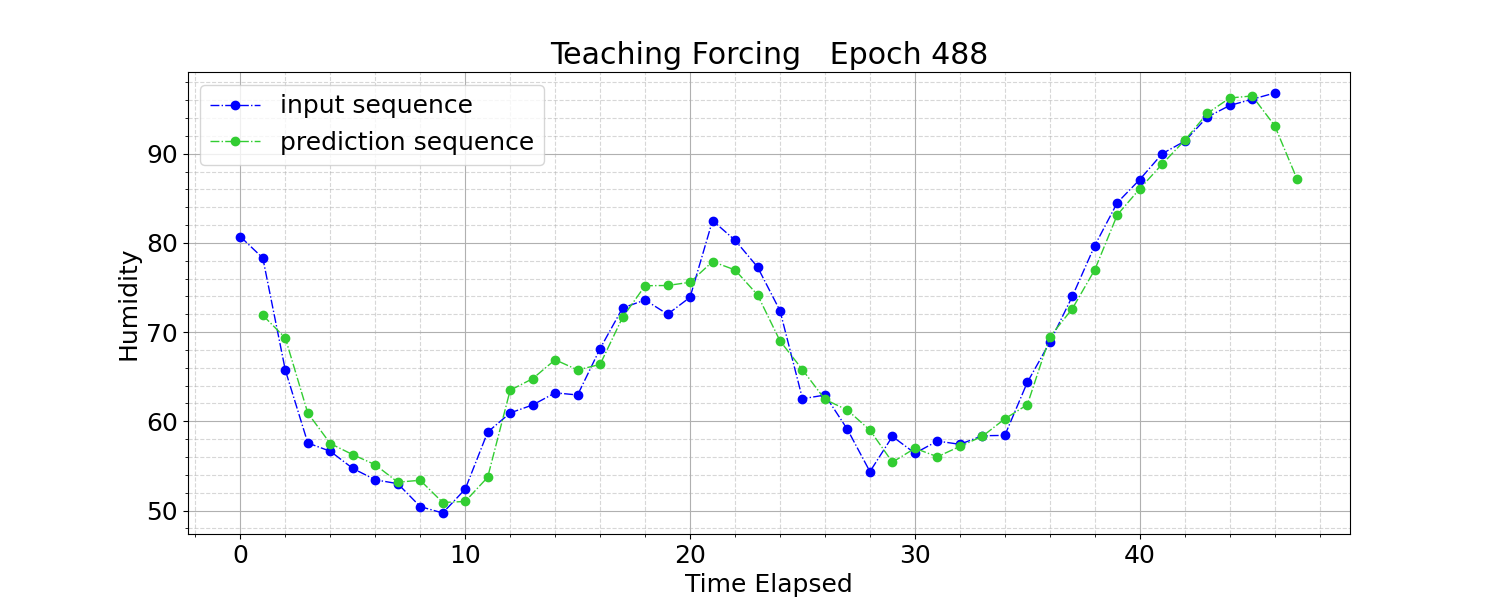 Teaching Forcing   Epoch 488
input sequence
prediction sequence
90
80
70
60
50
Humidity
0 10 20 30 40
Time Elapsed